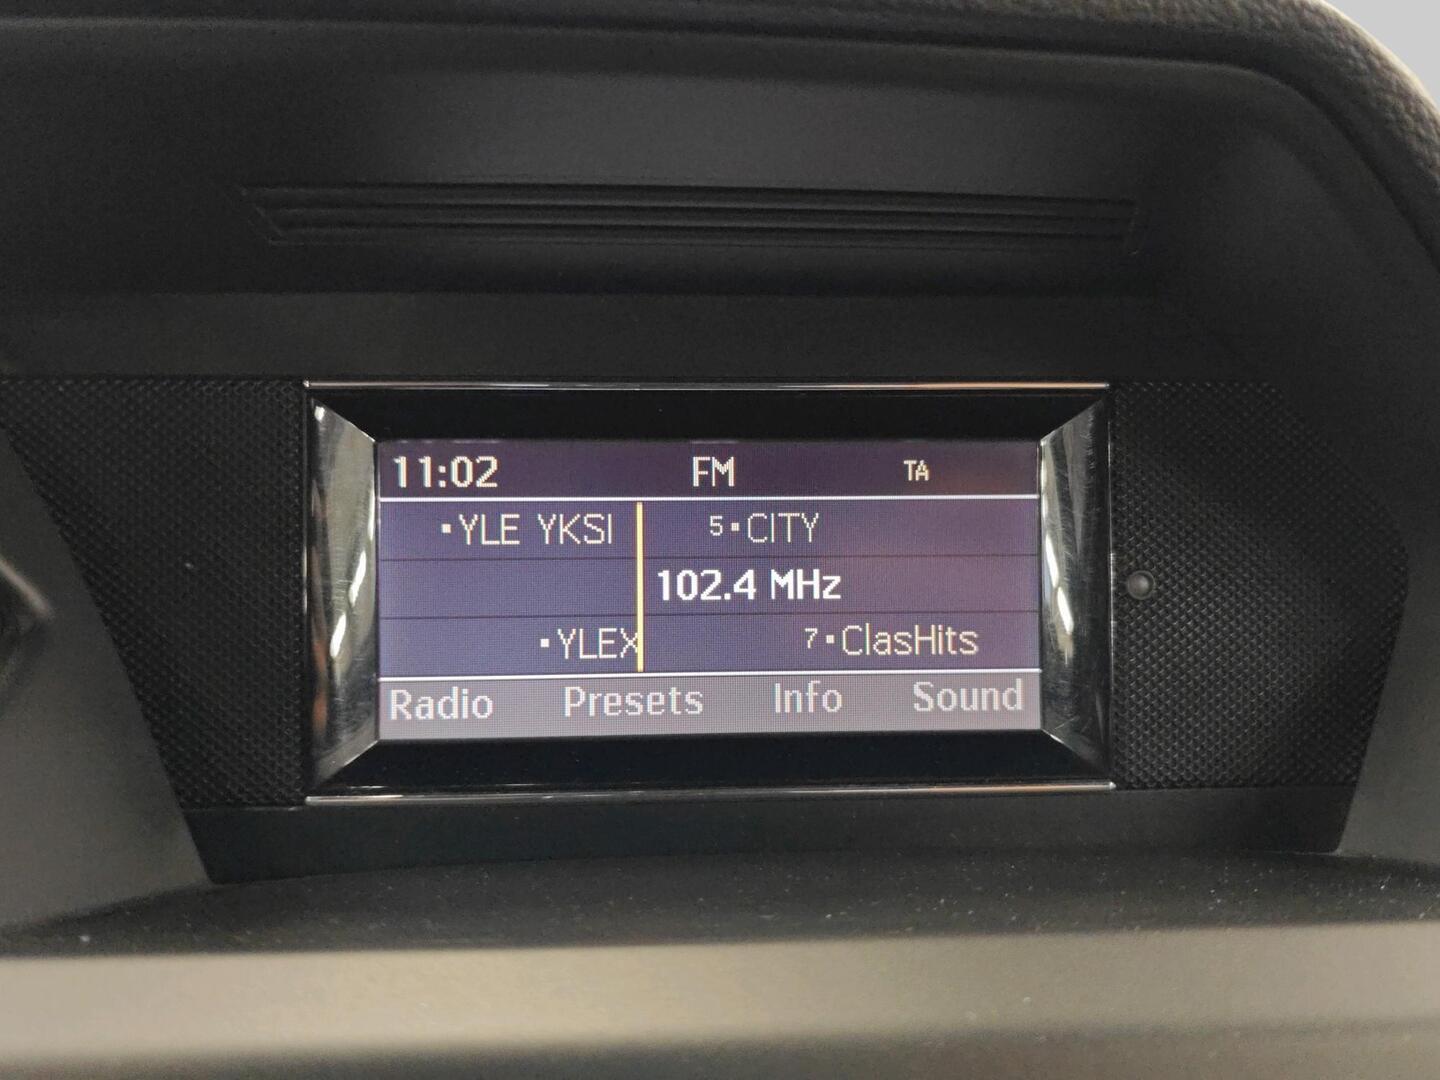 11:02 FM TA
▪YLE YKSI 5▪CITY
102.4 MHz
▪YLEX 7▪ClasHits
Radio Presets Info Sound